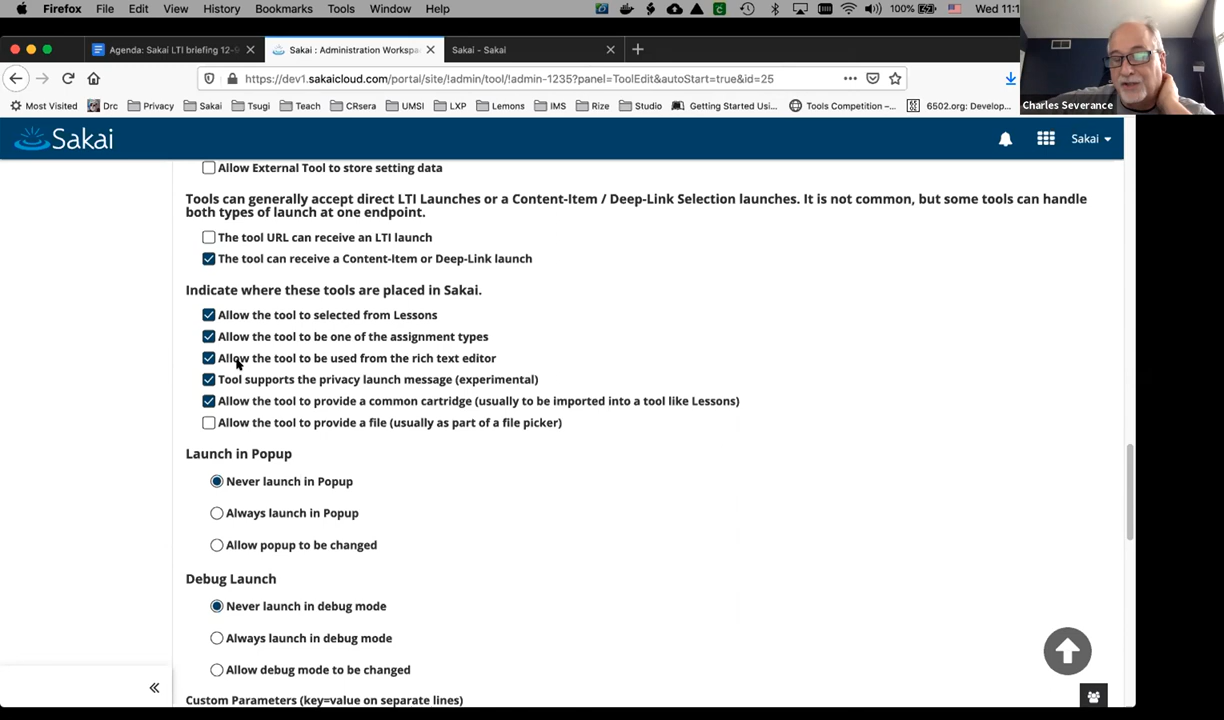 Firefox File Edit View History Bookmarks Tools Window Help 100% Wed 11:1
Agenda: Sakai LTI briefing 12-9 Sakai : Administration Workspa Sakai - Sakai
https://dev1.sakaicloud.com/portal/site/!admin/tool/!admin-1235?panel=ToolEdit&autoStart=true&id=25
Most Visited Drc Privacy Sakai Tsugi Teach CRsera UMSI LXP Lemons IMS Rize Studio Getting Started Usi... Tools Competition –... 6502.org: Develop...
Charles Severance
Sakai Sakai
Allow External Tool to store setting data
Tools can generally accept direct LTI Launches or a Content-Item / Deep-Link Selection launches. It is not common, but some tools can handle
both types of launch at one endpoint.
The tool URL can receive an LTI launch
The tool can receive a Content-Item or Deep-Link launch
Indicate where these tools are placed in Sakai.
Allow the tool to selected from Lessons
Allow the tool to be one of the assignment types
Allow the tool to be used from the rich text editor
Tool supports the privacy launch message (experimental)
Allow the tool to provide a common cartridge (usually to be imported into a tool like Lessons)
Allow the tool to provide a file (usually as part of a file picker)
Launch in Popup
Never launch in Popup
Always launch in Popup
Allow popup to be changed
Debug Launch
Never launch in debug mode
Always launch in debug mode
Allow debug mode to be changed
Custom Parameters (key=value on separate lines)